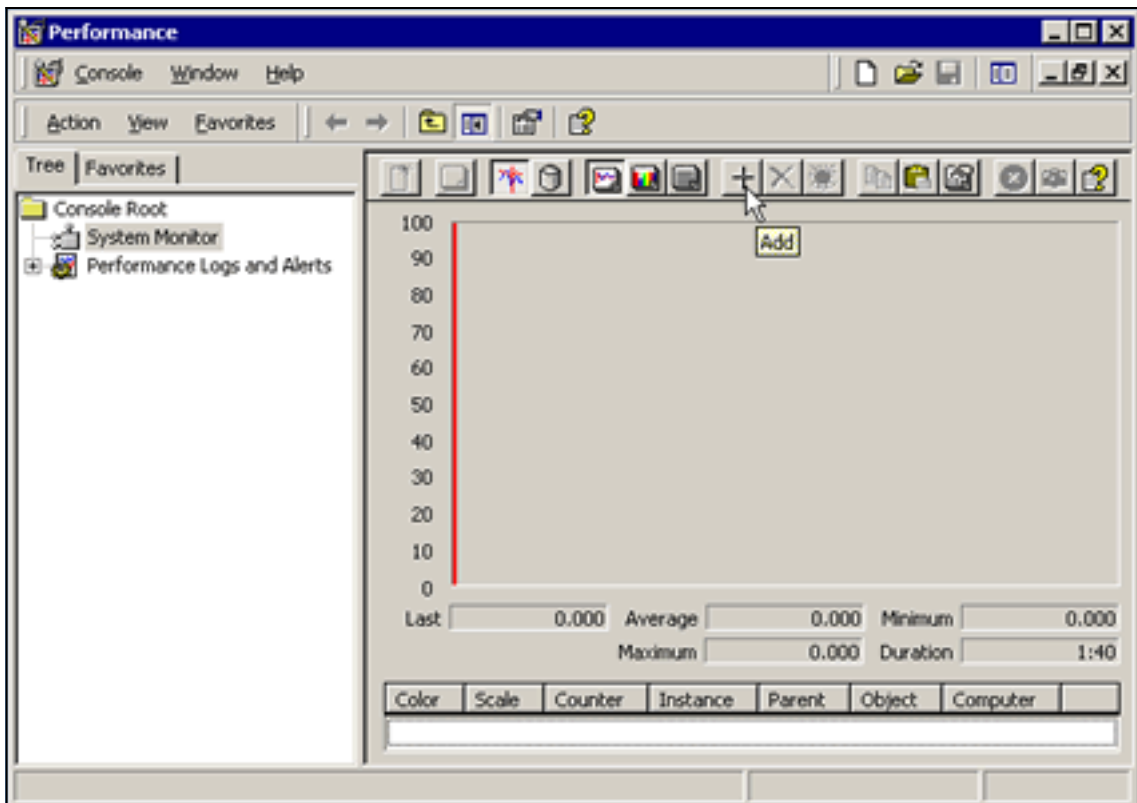 Performance
Console Window Help
Action View Favorites
Tree Favorites
Console Root
System Monitor
Performance Logs and Alerts
Add
100
90
80
70
60
50
40
30
20
10
0
Last 0.000 Average 0.000 Minimum 0.000
Maximum 0.000 Duration 1:40
Color Scale Counter Instance Parent Object Computer